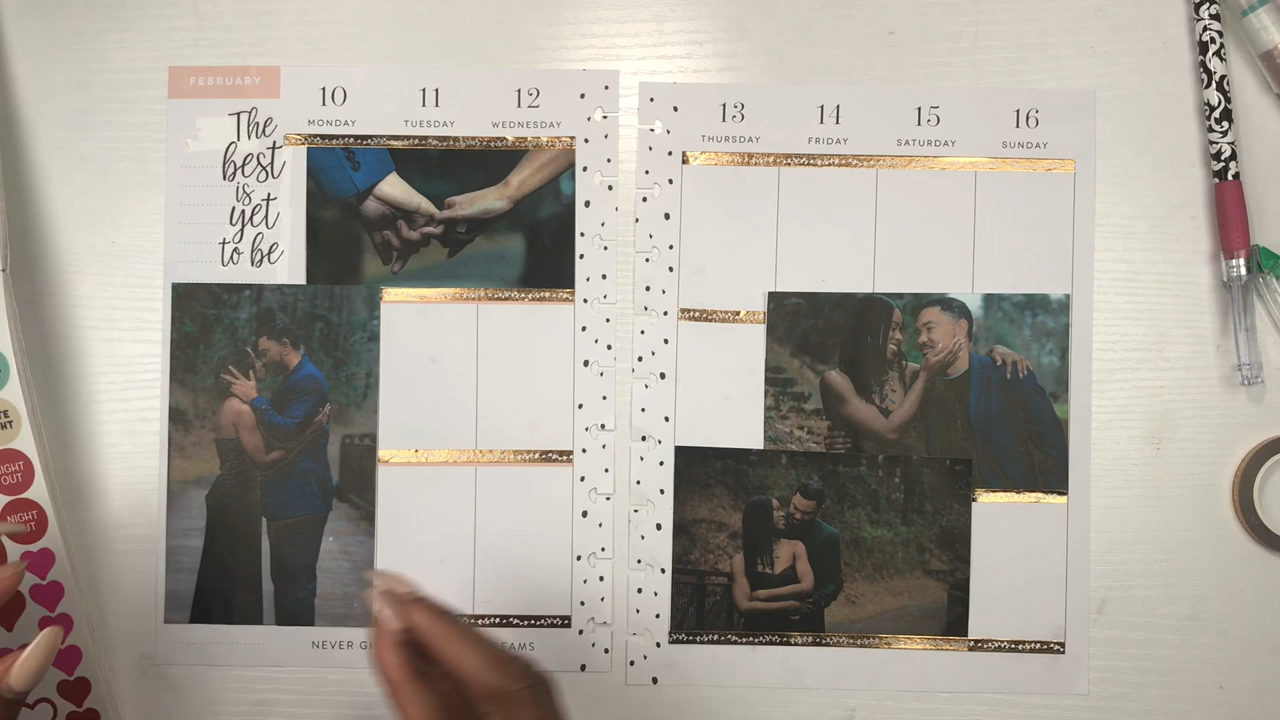 FEBRUARY
10
MONDAY
11
TUESDAY
12
WEDNESDAY
The
best
is
yet
to be
NEVER
13
THURSDAY
14
FRIDAY
15
SATURDAY
16
SUNDAY
NIGHT
OUT
NIGHT